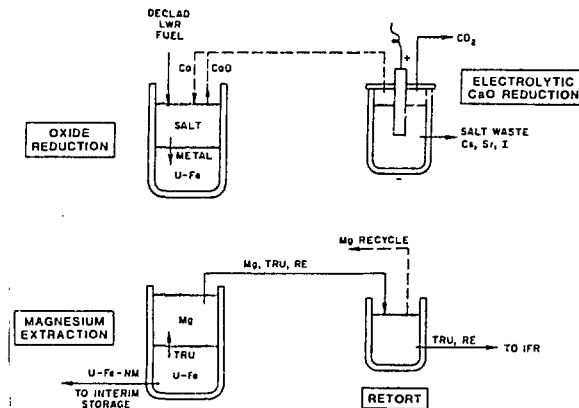 DECLAD
LWR
FUEL
Ca
CaO
SALT
METAL
U-Fe
OXIDE
REDUCTION
+
CO2
ELECTROLYTIC
CaO REDUCTION
SALT WASTE
Cs, Sr, I
−
Mg RECYCLE
Mg, TRU, RE
MAGNESIUM
EXTRACTION
Mg
TRU
U-Fe
U-Fe-NM
TO INTERIM
STORAGE
TRU, RE
TO IFR
RETORT